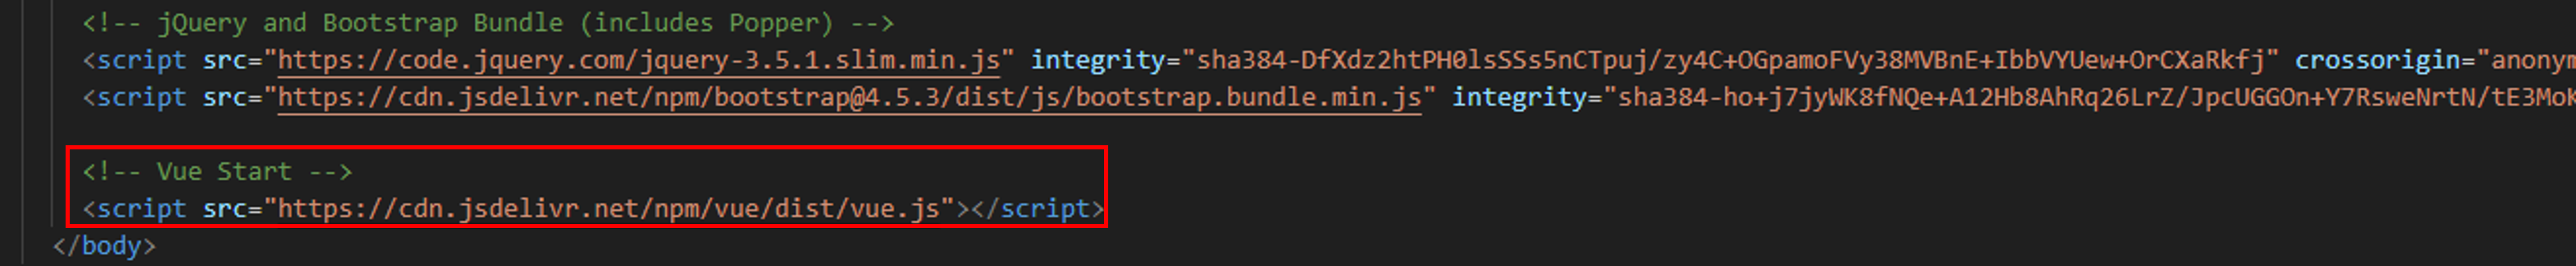 <!-- jQuery and Bootstrap Bundle (includes Popper) -->
<script src="https://code.jquery.com/jquery-3.5.1.slim.min.js" integrity="sha384-DfXdz2htPH0lsSSs5nCTpuj/zy4C+OGpamoFVy38MVBnE+IbbVYUew+OrCXaRkfj" crossorigin="anonym
<script src="https://cdn.jsdelivr.net/npm/bootstrap@4.5.3/dist/js/bootstrap.bundle.min.js" integrity="sha384-ho+j7jyWK8fNQe+A12Hb8AhRq26LrZ/JpcUGGOn+Y7RsweNrtN/tE3MoK
<!-- Vue Start -->
<script src="https://cdn.jsdelivr.net/npm/vue/dist/vue.js"></script>
</body>